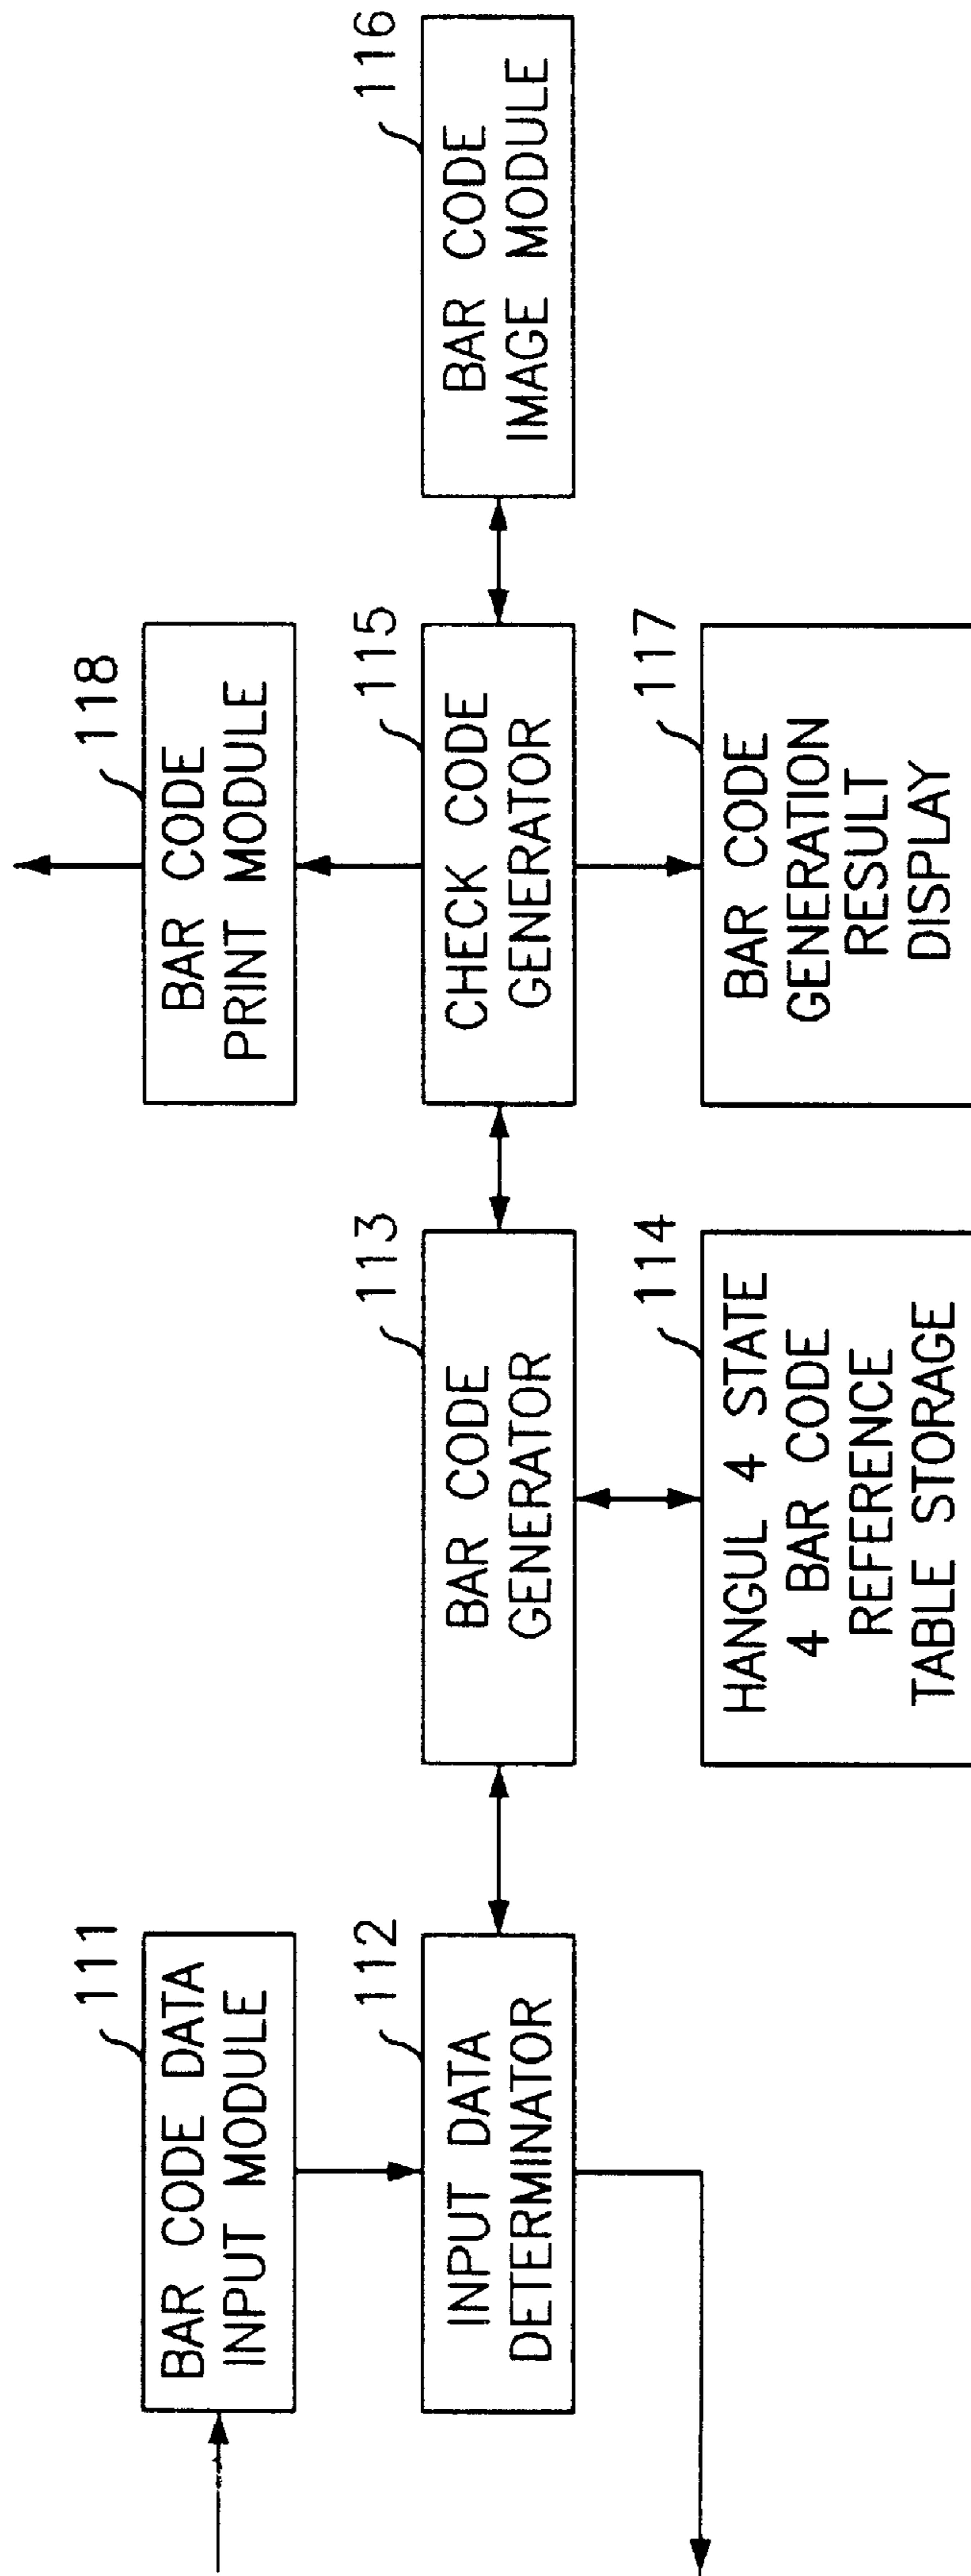 111
BAR CODE DATA
INPUT MODULE
112
INPUT DATA
DETERMINATOR
113
BAR CODE
GENERATOR
114
HANGUL 4 STATE
4 BAR CODE
REFERENCE
TABLE STORAGE
118
BAR CODE
PRINT MODULE
115
CHECK CODE
GENERATOR
117
BAR CODE
GENERATION
RESULT
DISPLAY
116
BAR CODE
IMAGE MODULE